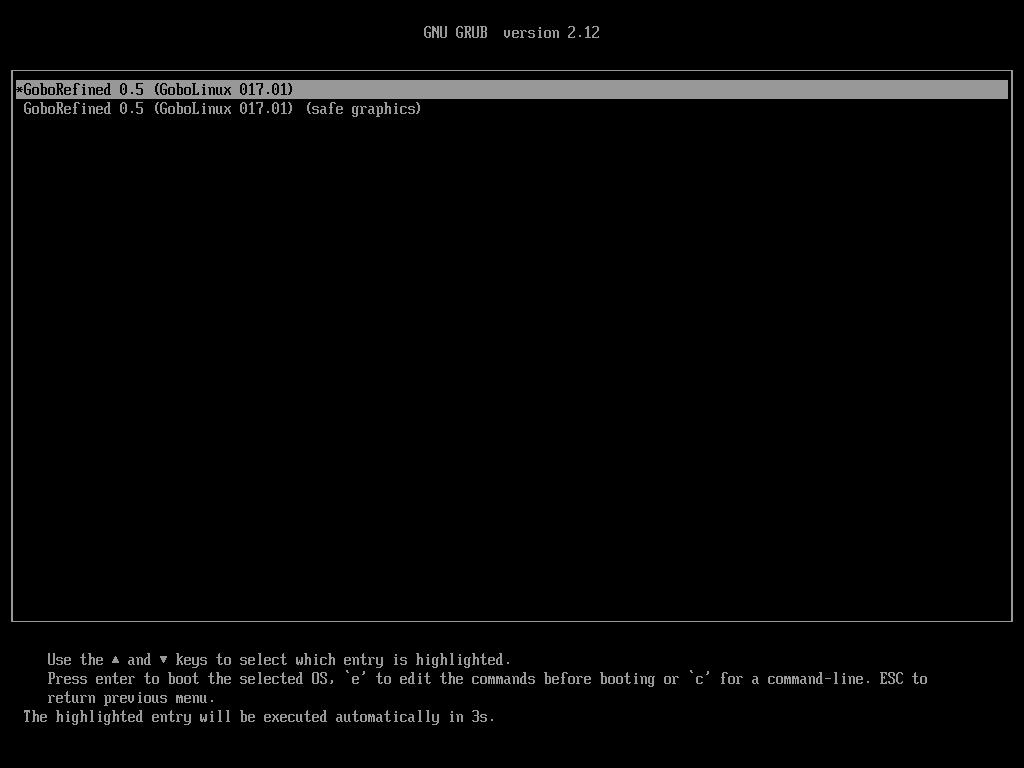 GNU GRUB  version 2.12
*GoboRefined 0.5 (GoboLinux 017.01)
GoboRefined 0.5 (GoboLinux 017.01) (safe graphics)
Use the ▲ and ▼ keys to select which entry is highlighted.
Press enter to boot the selected OS, `e' to edit the commands before booting or `c' for a command-line. ESC to
return previous menu.
The highlighted entry will be executed automatically in 3s.